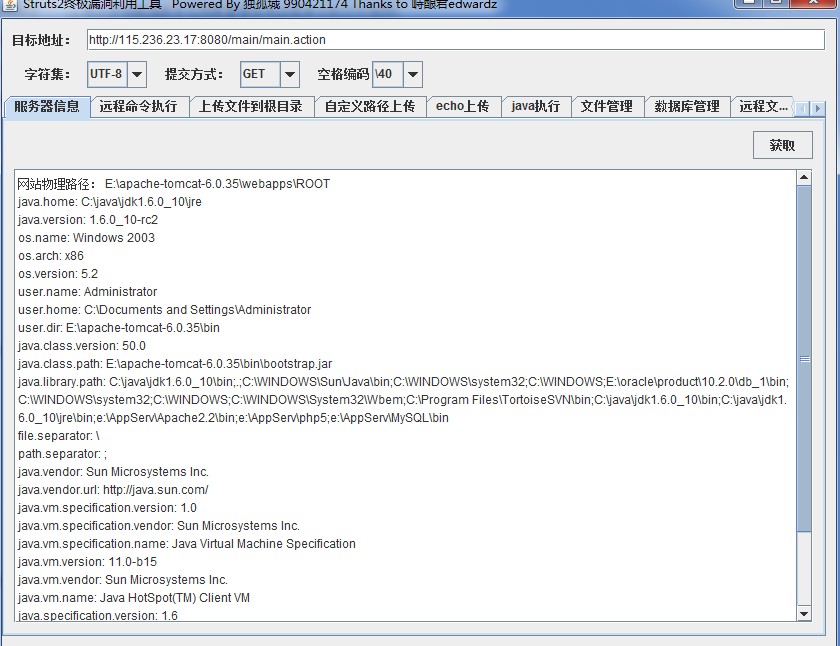 Struts2终极漏洞利用工具 Powered By 独孤城 990421174 Thanks to 君edwardz
目标地址： http://115.236.23.17:8080/main/main.action
字符集： UTF-8 提交方式： GET 空格编码 \40
服务器信息 远程命令执行 上传文件到根目录 自定义路径上传 echo上传 java执行 文件管理 数据库管理 远程文...
获取
网站物理路径： E:\apache-tomcat-6.0.35\webapps\ROOT
java.home: C:\java\jdk1.6.0_10\jre
java.version: 1.6.0_10-rc2
os.name: Windows 2003
os.arch: x86
os.version: 5.2
user.name: Administrator
user.home: C:\Documents and Settings\Administrator
user.dir: E:\apache-tomcat-6.0.35\bin
java.class.version: 50.0
java.class.path: E:\apache-tomcat-6.0.35\bin\bootstrap.jar
java.library.path: C:\java\jdk1.6.0_10\bin;.;C:\WINDOWS\Sun\Java\bin;C:\WINDOWS\system32;C:\WINDOWS;E:\oracle\product\10.2.0\db_1\bin;
C:\WINDOWS\system32;C:\WINDOWS;C:\WINDOWS\System32\Wbem;C:\Program Files\TortoiseSVN\bin;C:\java\jdk1.6.0_10\bin;C:\java\jdk1.
6.0_10\jre\bin;e:\AppServ\Apache2.2\bin;e:\AppServ\php5;e:\AppServ\MySQL\bin
file.separator: \
path.separator: ;
java.vendor: Sun Microsystems Inc.
java.vendor.url: http://java.sun.com/
java.vm.specification.version: 1.0
java.vm.specification.vendor: Sun Microsystems Inc.
java.vm.specification.name: Java Virtual Machine Specification
java.vm.version: 11.0-b15
java.vm.vendor: Sun Microsystems Inc.
java.vm.name: Java HotSpot(TM) Client VM
java.specification.version: 1.6